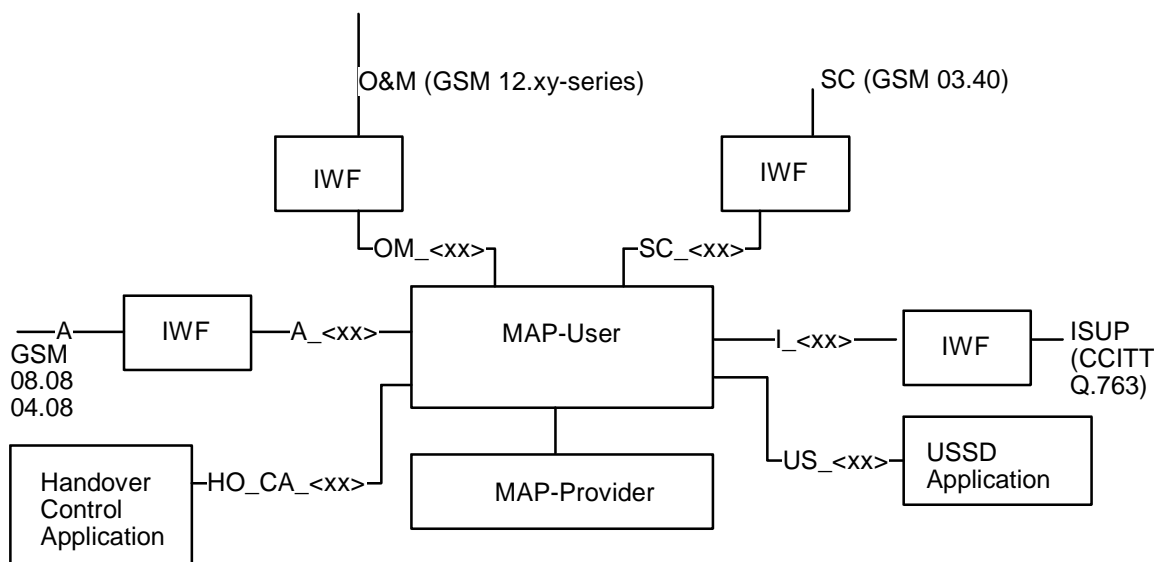 O&M (GSM 12.xy-series)
SC (GSM 03.40)
IWF
IWF
OM_<xx>
SC_<xx>
A
IWF
A_<xx>
MAP-User
I_<xx>
IWF
ISUP
(CCITT
Q.763)
GSM
08.08
04.08
Handover
Control
Application
HO_CA_<xx>
MAP-Provider
US_<xx>
USSD
Application